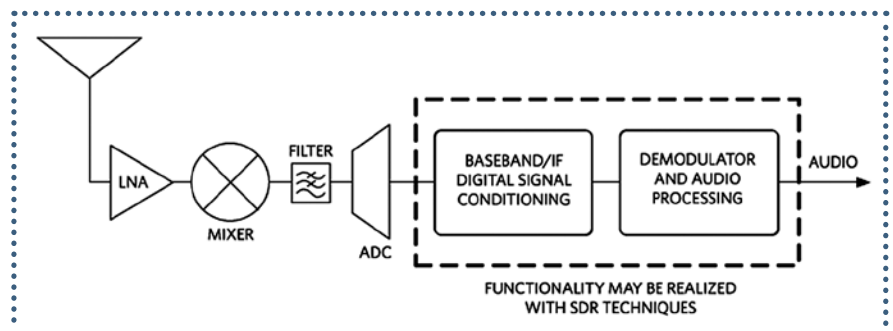 LNA
MIXER
FILTER
ADC
BASEBAND/IF
DIGITAL SIGNAL
CONDITIONING
DEMODULATOR
AND AUDIO
PROCESSING
AUDIO
FUNCTIONALITY MAY BE REALIZED
WITH SDR TECHNIQUES